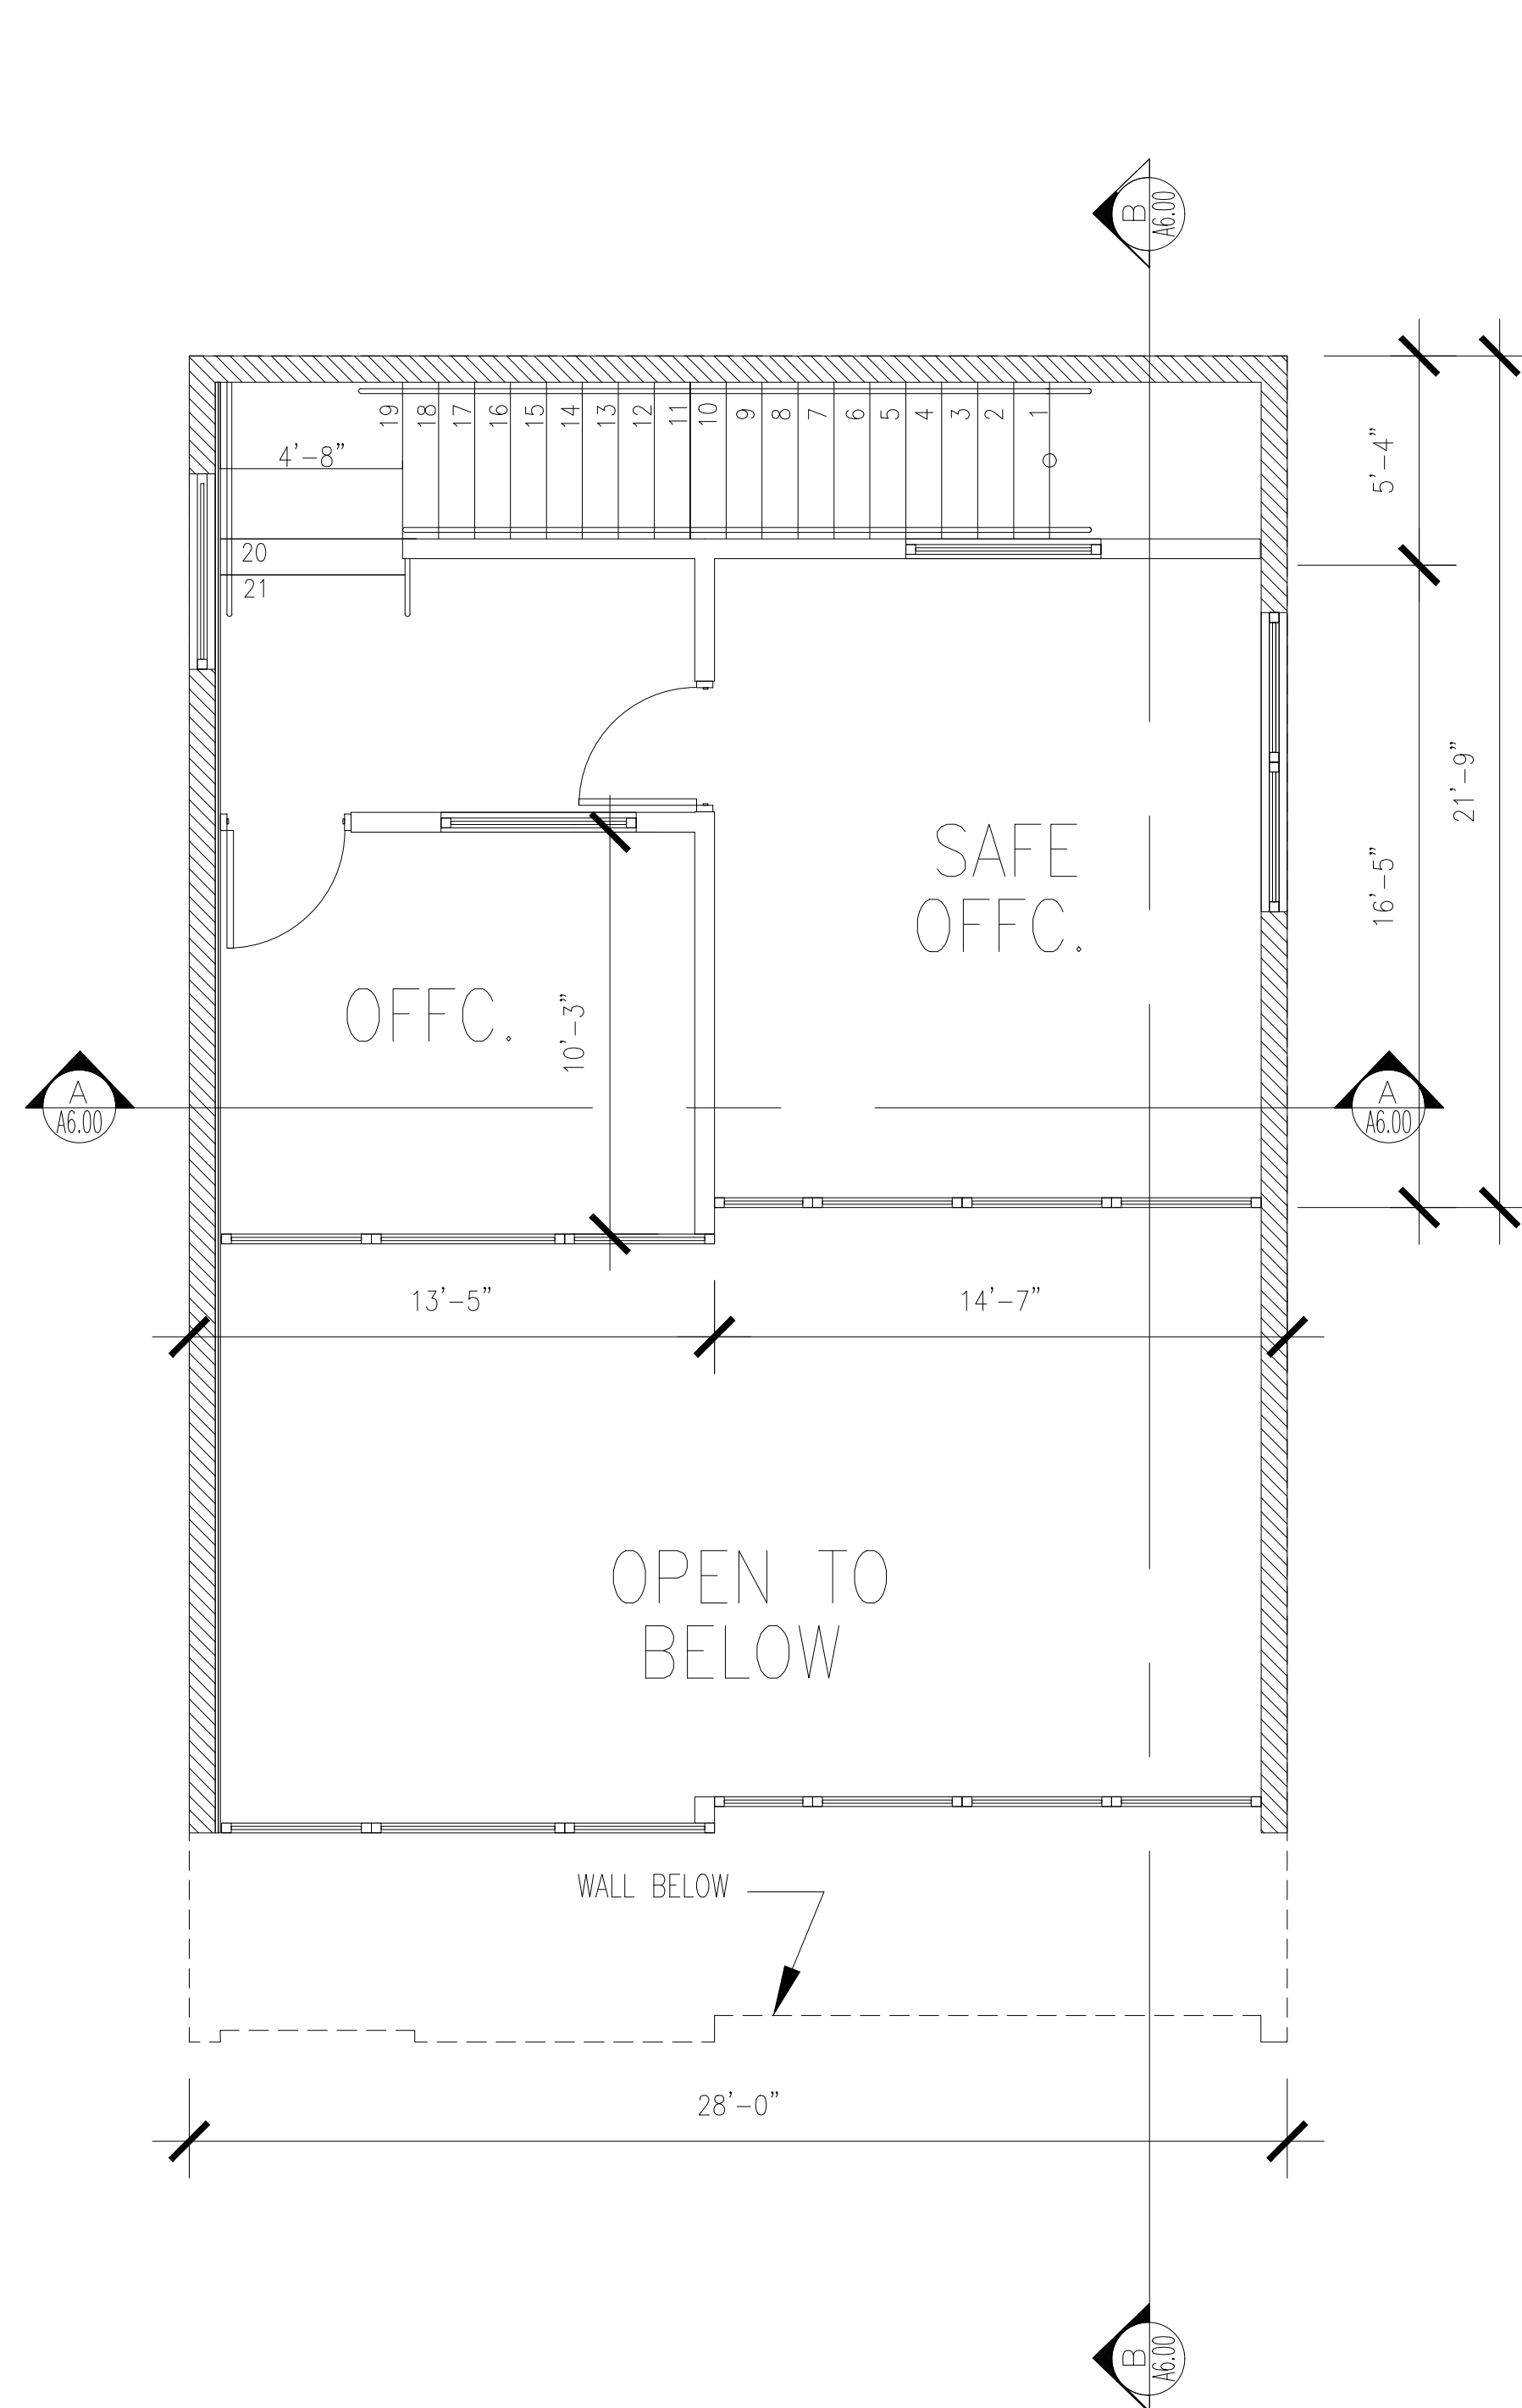 B
A6.00
19 18 17 16 15 14 13 12 11 10 9 8 7 6 5 4 3 2 1
4'-8"
5'-4"
20
21
21'-9"
SAFE
OFFC.
16'-5"
OFFC.
10'-3"
A
A6.00
A
A6.00
13'-5"
14'-7"
OPEN TO
BELOW
WALL BELOW
28'-0"
B
A6.00